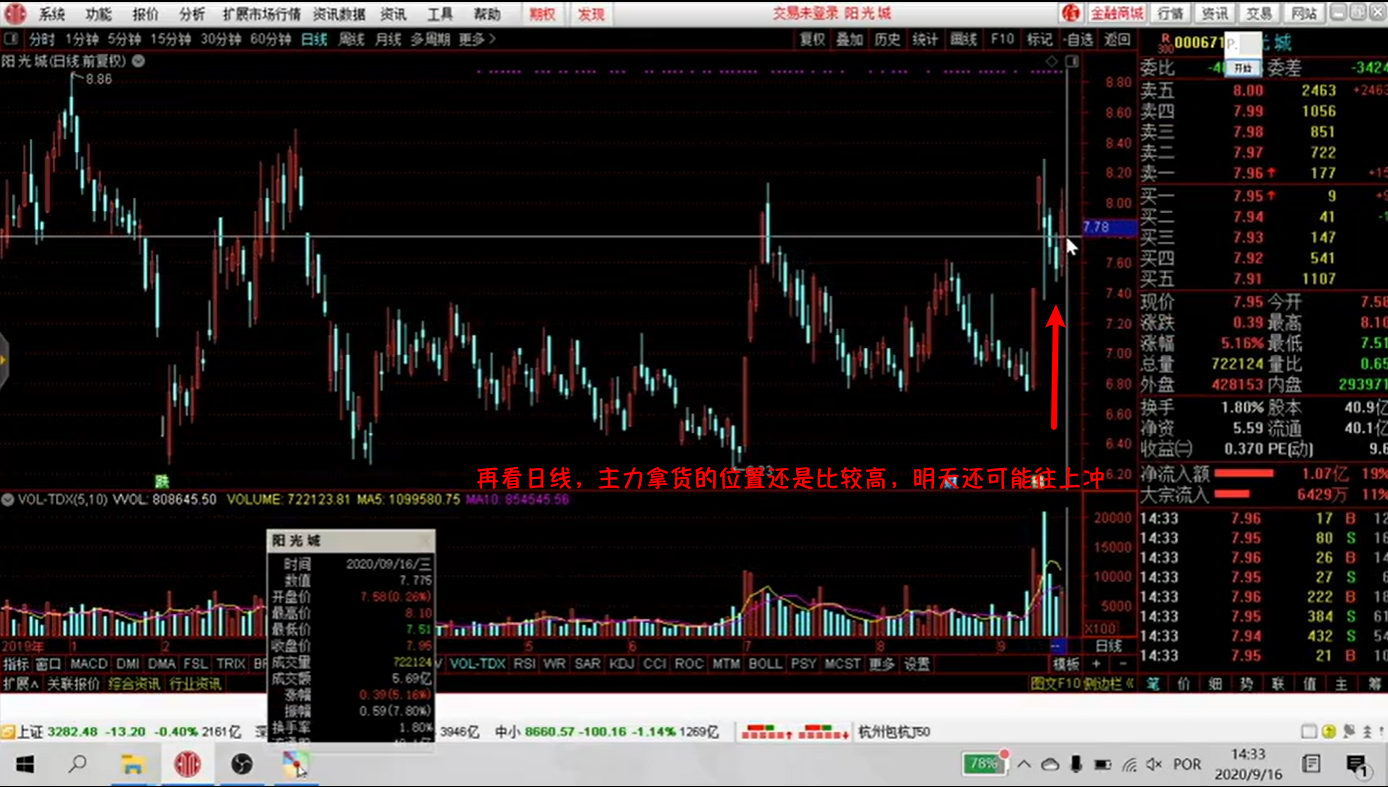 系统 功能 报价 分析 扩展市场行情 资讯数据 资讯 工具 帮助 期权 发现 交易未登录 阳光城 金融商城 行情 资讯 交易 网站
分时 1分钟 5分钟 15分钟 30分钟 60分钟 日线 周线 月线 多周期 更多> 复权 叠加 历史 统计 画线 F10 标记 -自选 返回
R 300 000671
城
阳光城(日线 前复权)
8.86
8.80
8.60
8.40
8.20
8.00
7.78
7.60
7.40
7.20
7.00
6.80
6.60
6.40
6.20
开始
委比 委差 -3424
卖五 8.00 2463 +2463
卖四 7.99 1056
卖三 7.98 851
卖二 7.97 722
卖一 7.96 177 +15
买一 7.95 9
买二 7.94 41
买三 7.93 147
买四 7.92 541
买五 7.91 1107
现价 7.95 今开 7.58
涨跌 0.39 最高 8.10
涨幅 5.16% 最低 7.51
总量 722124 量比 0.65
外盘 428153 内盘 293971
换手 1.80% 股本 40.9亿
净资 5.59 流通 40.1亿
收益(三) 0.370 PE(动) 9.6
净流入额 1.07亿 19%
大宗流入 6429万 11%
再看日线，主力拿货的位置还是比较高，明天还可能往上冲
跌
VOL-TDX(5,10) VVOL: 808645.50 VOLUME: 722123.81 MA5: 1099580.75 MA10: 854545.56
20000
15000
10000
5000
X100
阳光城
时间 2020/09/16/三
数值 7.775
开盘价 7.58(0.26%)
最高价 8.10
最低价 7.51
收盘价 7.95
成交量 722124
成交额 5.69亿
涨幅 0.39(5.16%)
振幅 0.59(7.80%)
换手率 1.80%
14:33 7.96 17 B
14:33 7.95 80 S
14:33 7.96 26 B
14:33 7.95 27 S
14:33 7.96 222 B
14:33 7.95 384 S
14:33 7.94 432 S
14:33 7.95 21 B
2019年 1 2 5 6 7 8 9 日线
指标 窗口 MACD DMI DMA FSL TRIX VOL-TDX RSI WR SAR KDJ CCI ROC MTM BOLL PSY MCST 更多 设置 模板 + -
扩展∧ 关联报价 综合资讯 行业资讯 图文F10 侧边栏《 笔 价 细 势 联 值 主 筹
上证 3282.48 -13.20 -0.40% 2161亿 3946亿 中小 8660.57 -100.16 -1.14% 1269亿 杭州包杭J50
78% POR 14:33
2020/9/16
1